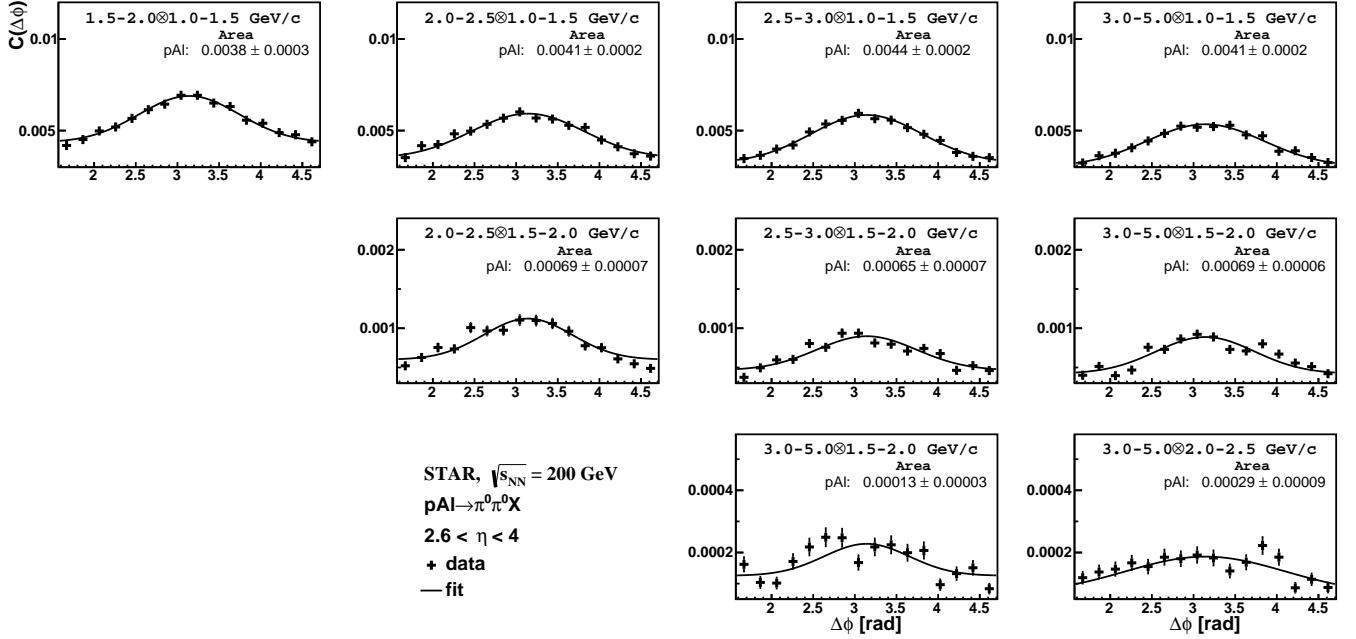 C(Δϕ)
1.5-2.0⊗1.0-1.5 GeV/c
Area
pAl: 0.0038 ± 0.0003
0.01
0.005
2 2.5 3 3.5 4 4.5
2.0-2.5⊗1.0-1.5 GeV/c
Area
pAl: 0.0041 ± 0.0002
0.01
0.005
2 2.5 3 3.5 4 4.5
2.5-3.0⊗1.0-1.5 GeV/c
Area
pAl: 0.0044 ± 0.0002
0.01
0.005
2 2.5 3 3.5 4 4.5
3.0-5.0⊗1.0-1.5 GeV/c
Area
pAl: 0.0041 ± 0.0002
0.01
0.005
2 2.5 3 3.5 4 4.5
2.0-2.5⊗1.5-2.0 GeV/c
Area
pAl: 0.00069 ± 0.00007
0.002
0.001
2 2.5 3 3.5 4 4.5
2.5-3.0⊗1.5-2.0 GeV/c
Area
pAl: 0.00065 ± 0.00007
0.002
0.001
2 2.5 3 3.5 4 4.5
3.0-5.0⊗1.5-2.0 GeV/c
Area
pAl: 0.00069 ± 0.00006
0.002
0.001
2 2.5 3 3.5 4 4.5
STAR, √s_NN = 200 GeV
pAl→π⁰π⁰X
2.6 < η < 4
data
fit
3.0-5.0⊗1.5-2.0 GeV/c
Area
pAl: 0.00013 ± 0.00003
0.0004
0.0002
2 2.5 3 3.5 4 4.5
Δϕ [rad]
3.0-5.0⊗2.0-2.5 GeV/c
Area
pAl: 0.00029 ± 0.00009
0.0004
0.0002
2 2.5 3 3.5 4 4.5
Δϕ [rad]